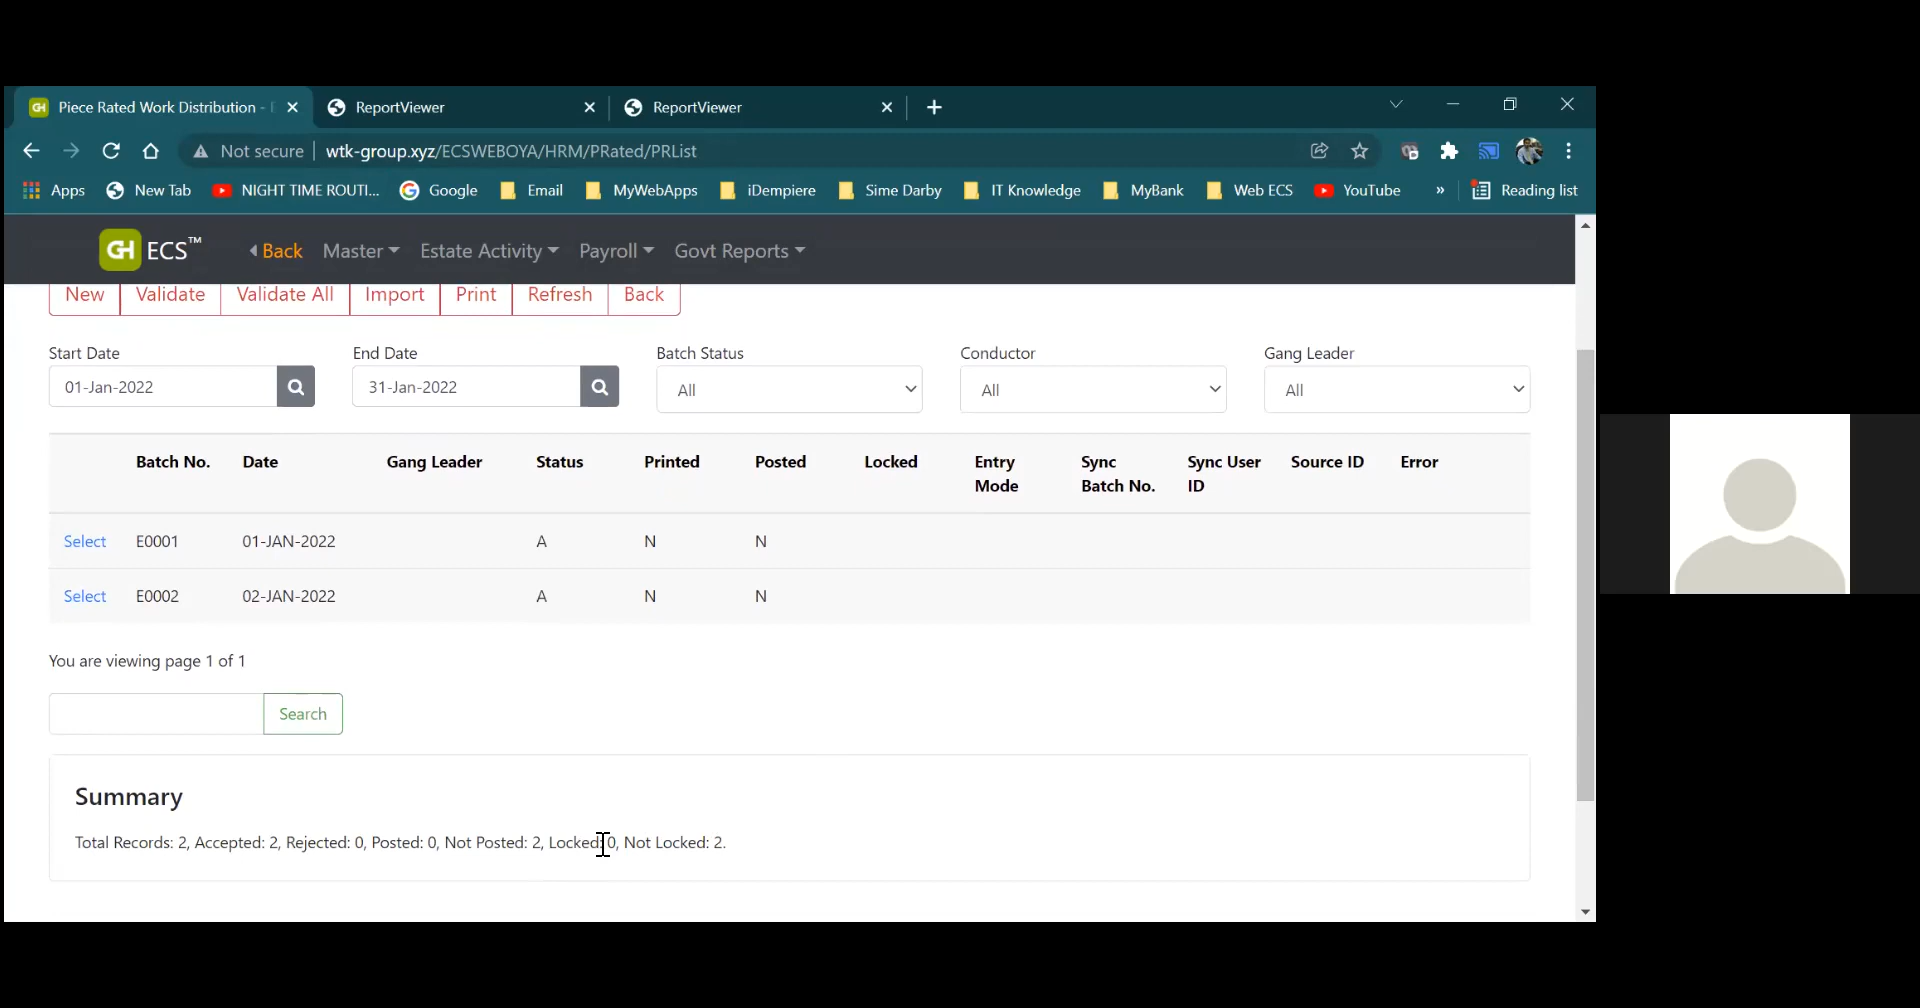 Piece Rated Work Distribution -
ReportViewer
ReportViewer
Not secure wtk-group.xyz/ECSWEBOYA/HRM/PRated/PRList
Apps New Tab NIGHT TIME ROUTI... Google Email MyWebApps iDempiere Sime Darby IT Knowledge MyBank Web ECS YouTube » Reading list
GH ECS™ Back Master Estate Activity Payroll Govt Reports
New Validate Validate All Import Print Refresh Back
Start Date End Date Batch Status Conductor Gang Leader
01-Jan-2022 31-Jan-2022 All All All
Batch No. Date Gang Leader Status Printed Posted Locked Entry Mode Sync Batch No. Sync User ID Source ID Error
Select E0001 01-JAN-2022 A N N
Select E0002 02-JAN-2022 A N N
You are viewing page 1 of 1
Search
Summary
Total Records: 2, Accepted: 2, Rejected: 0, Posted: 0, Not Posted: 2, Locked: 0, Not Locked: 2.